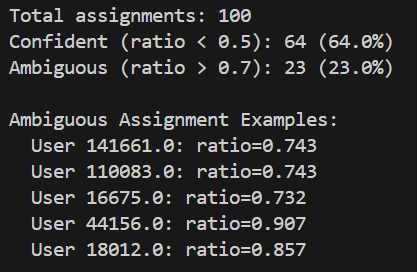 Total assignments: 100
Confident (ratio < 0.5): 64 (64.0%)
Ambiguous (ratio > 0.7): 23 (23.0%)

Ambiguous Assignment Examples:
  User 141661.0: ratio=0.743
  User 110083.0: ratio=0.743
  User 16675.0: ratio=0.732
  User 44156.0: ratio=0.907
  User 18012.0: ratio=0.857